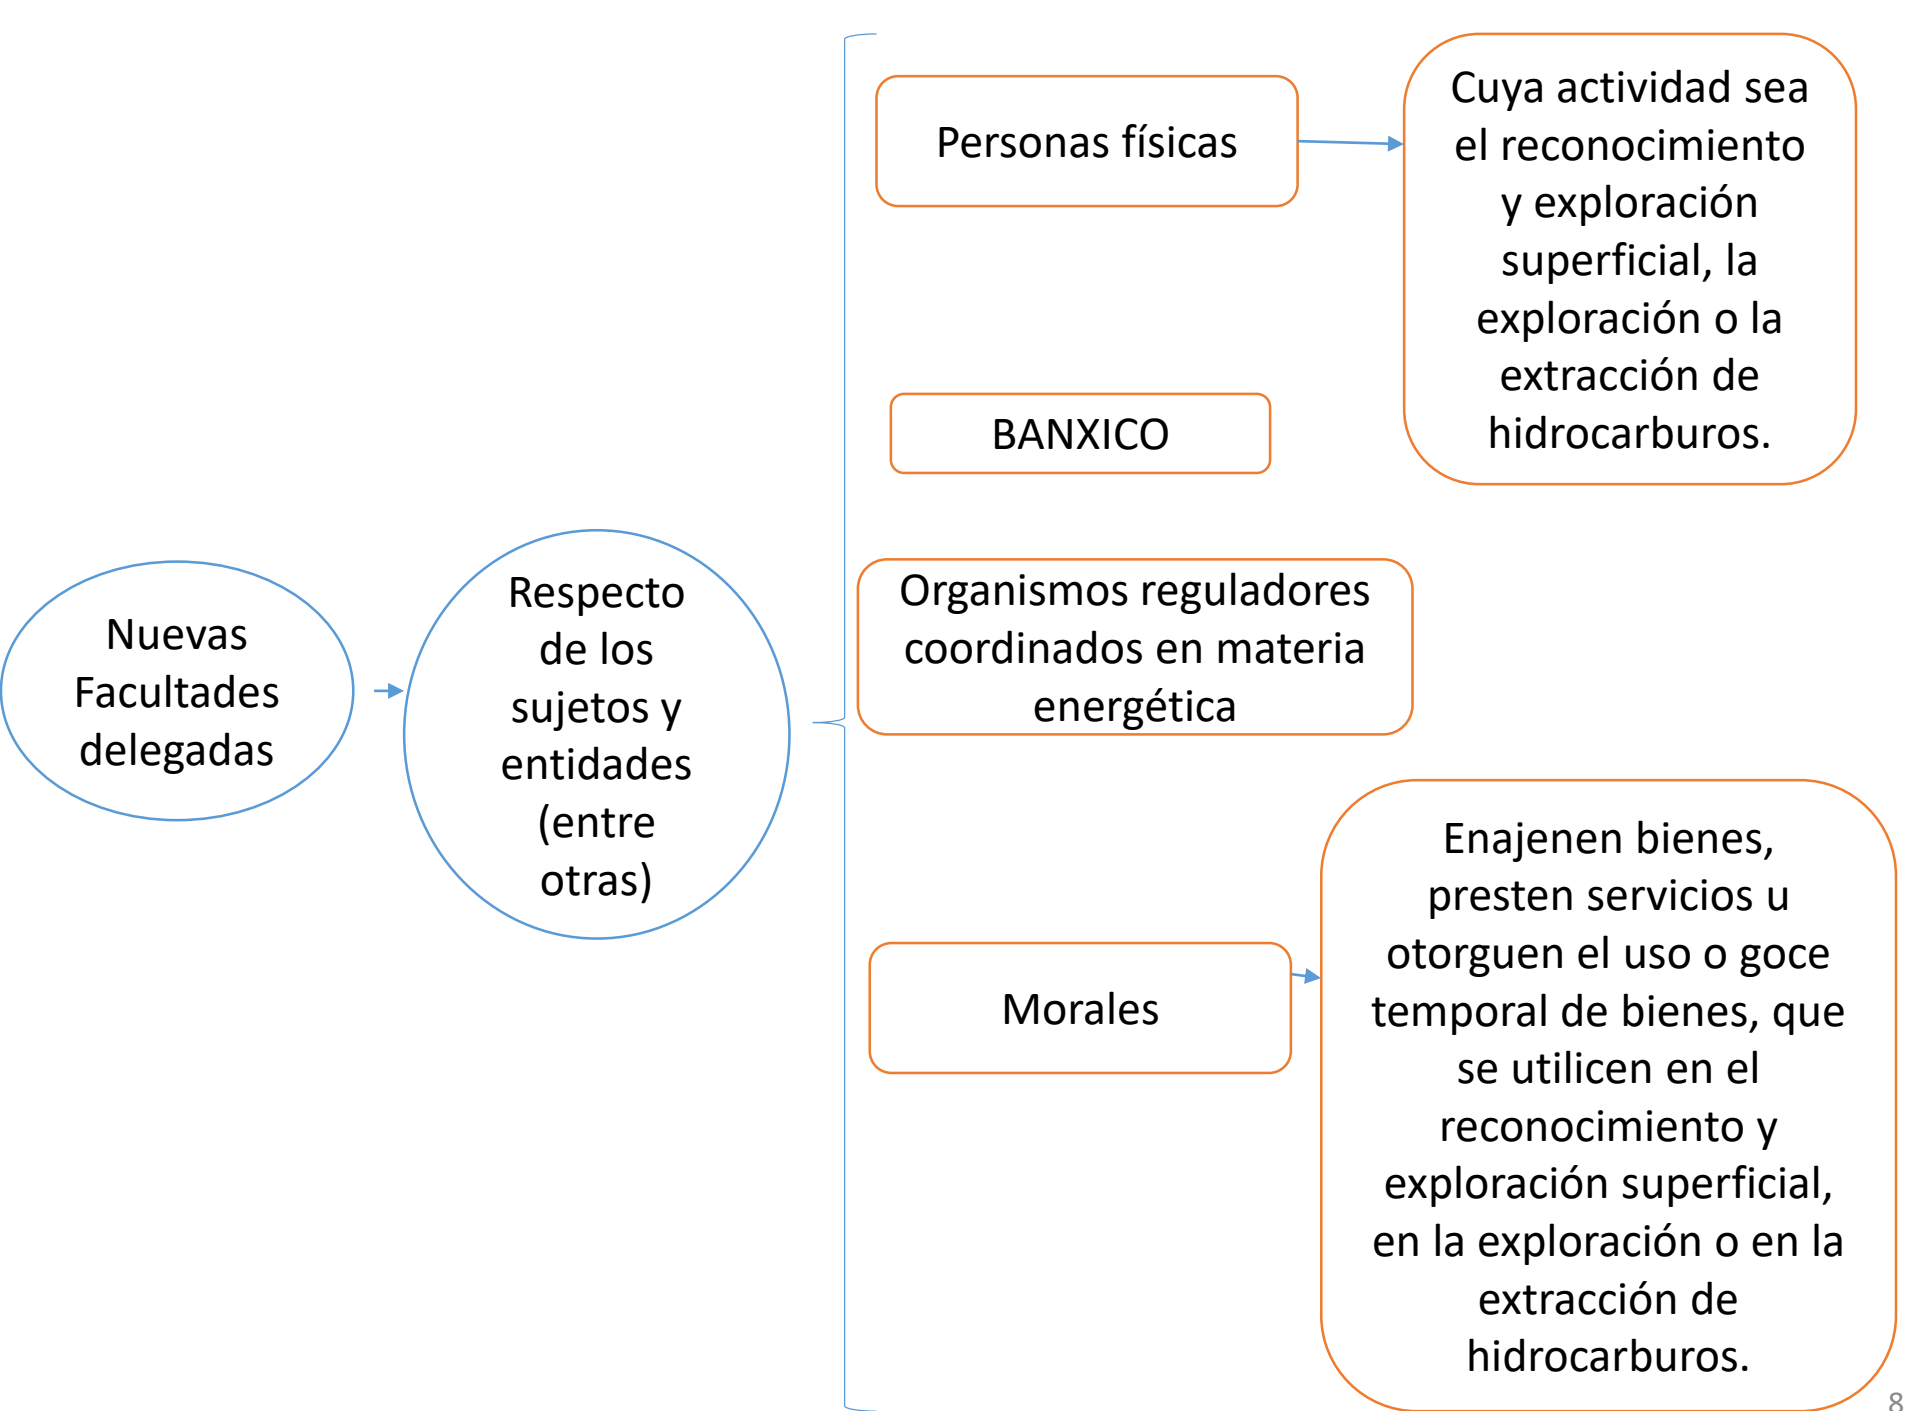 Nuevas
Facultades
delegadas
Respecto
de los
sujetos y
entidades
(entre
otras)
Personas físicas
Cuya actividad sea
el reconocimiento
y exploración
superficial, la
exploración o la
extracción de
hidrocarburos.
BANXICO
Organismos reguladores
coordinados en materia
energética
Morales
Enajenen bienes,
presten servicios u
otorguen el uso o goce
temporal de bienes, que
se utilicen en el
reconocimiento y
exploración superficial,
en la exploración o en la
extracción de
hidrocarburos.
8